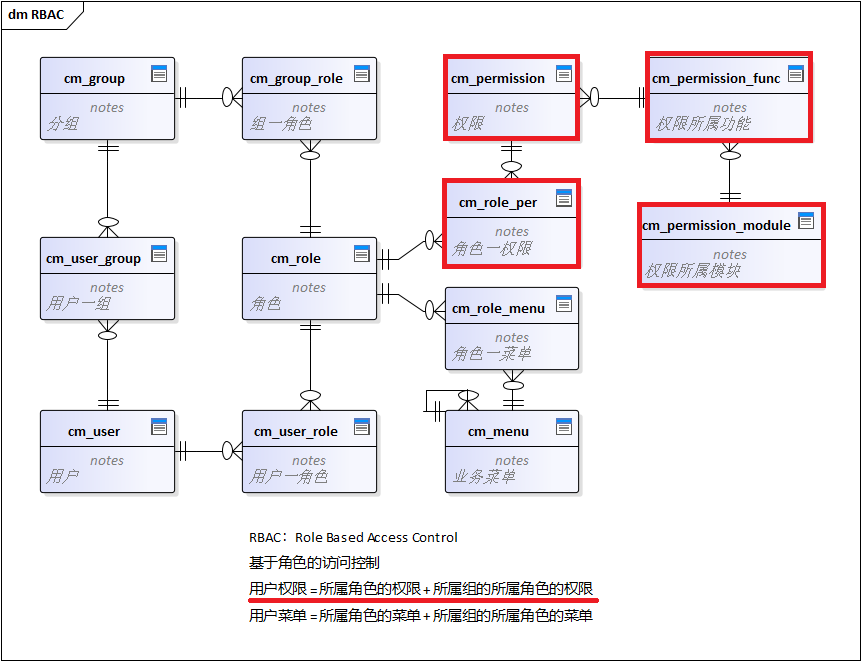 dm RBAC
cm_group
notes
分组
cm_group_role
notes
组一角色
cm_permission
notes
权限
cm_permission_func
notes
权限所属功能
cm_role_per
notes
角色一权限
cm_permission_module
notes
权限所属模块
cm_user_group
notes
用户一组
cm_role
notes
角色
cm_role_menu
notes
角色一菜单
cm_user
notes
用户
cm_user_role
notes
用户一角色
cm_menu
notes
业务菜单
RBAC：Role Based Access Control
基于角色的访问控制
用户权限=所属角色的权限+所属组的所属角色的权限
用户菜单=所属角色的菜单+所属组的所属角色的菜单